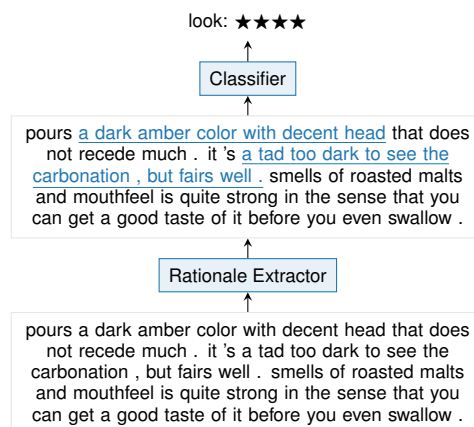 look: ★★★★
Classifier
pours a dark amber color with decent head that does
not recede much . it 's a tad too dark to see the
carbonation , but fairs well . smells of roasted malts
and mouthfeel is quite strong in the sense that you
can get a good taste of it before you even swallow .
Rationale Extractor
pours a dark amber color with decent head that does
not recede much . it 's a tad too dark to see the
carbonation , but fairs well . smells of roasted malts
and mouthfeel is quite strong in the sense that you
can get a good taste of it before you even swallow .